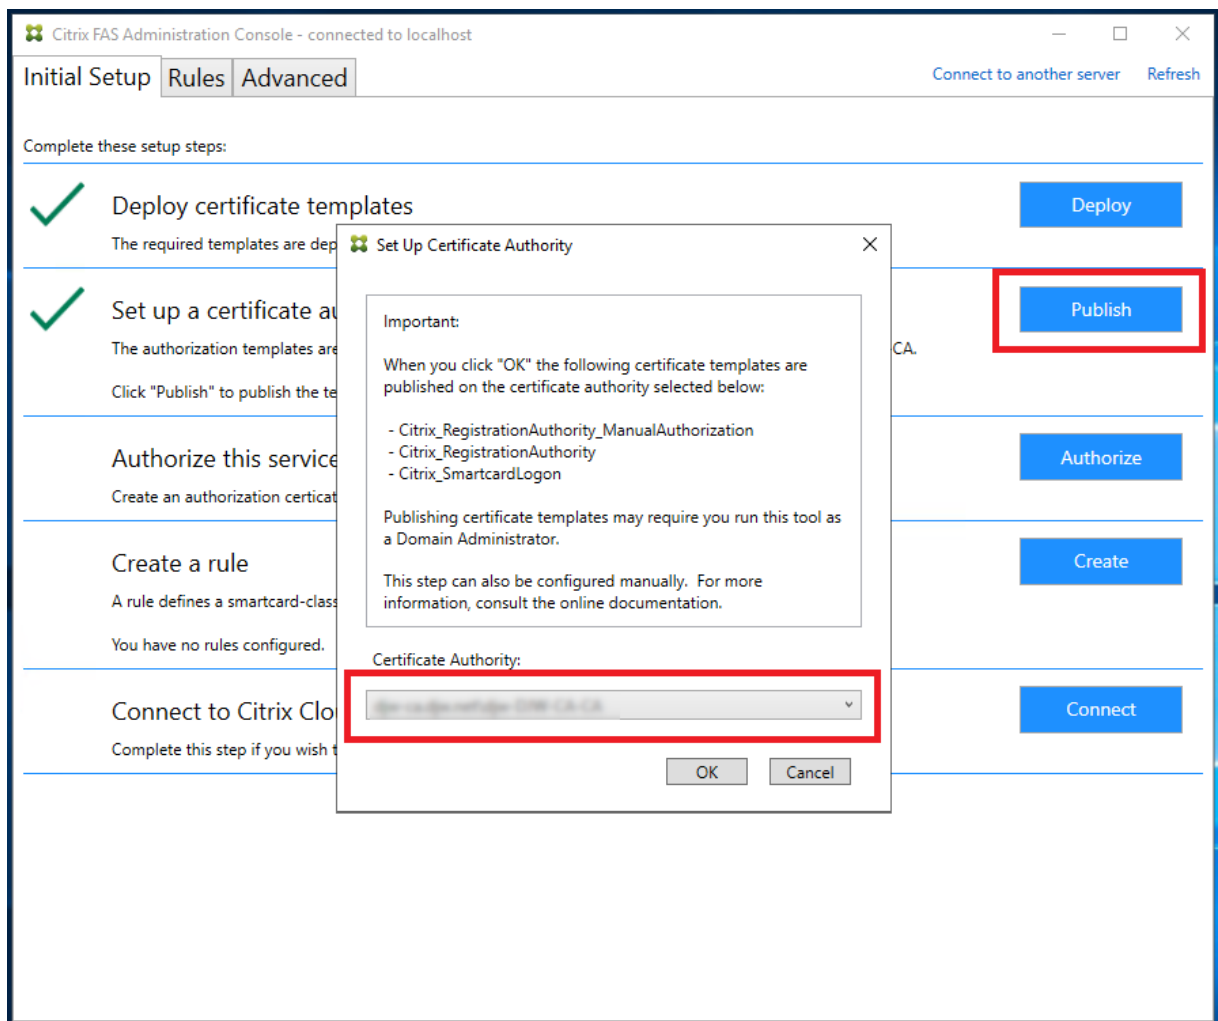 Citrix FAS Administration Console - connected to localhost
Initial Setup Rules Advanced Connect to another server Refresh
Complete these setup steps:
Deploy certificate templates
Deploy
The required templates are dep
Set up a certificate au
Publish
The authorization templates are
CA.
Click "Publish" to publish the te
Authorize this service
Authorize
Create an authorization certicat
Create a rule
Create
A rule defines a smartcard-class
You have no rules configured.
Connect to Citrix Clo
Connect
Complete this step if you wish t
Set Up Certificate Authority
Important:
When you click "OK" the following certificate templates are
published on the certificate authority selected below:
- Citrix_RegistrationAuthority_ManualAuthorization
- Citrix_RegistrationAuthority
- Citrix_SmartcardLogon
Publishing certificate templates may require you run this tool as
a Domain Administrator.
This step can also be configured manually. For more
information, consult the online documentation.
Certificate Authority:
OK Cancel